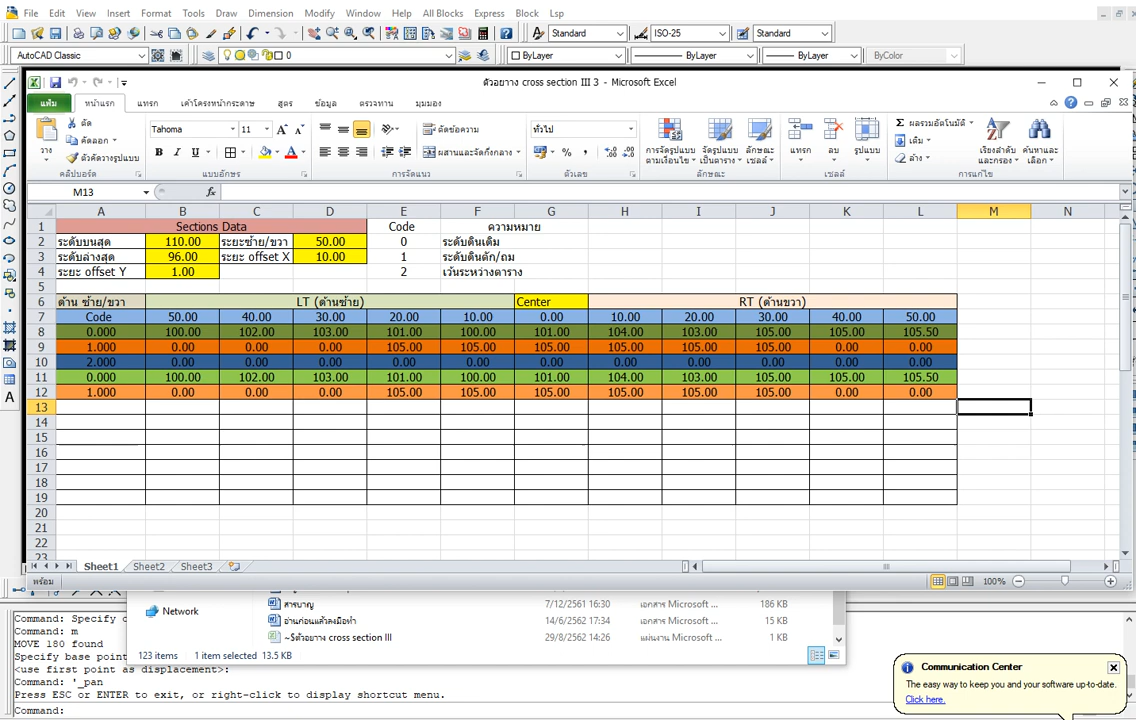 File Edit View Insert Format Tools Draw Dimension Modify Window Help All Blocks Express Block Lsp
Standard ISO-25 Standard
AutoCAD Classic 0 ByLayer ByLayer ByLayer ByColor
ตัวอยาาง cross section III 3 - Microsoft Excel
แฟ้ม หน้าแรก แทรก เค้าโครงหน้ากระดาษ สูตร ข้อมูล ตรวจทาน มุมมอง
ตัด Tahoma 11 ตัดข้อความ ทั่วไป Σ ผลรวมอัตโนมัติ
คัดลอก เติม
วาง ตัวคัดวางรูปแบบ B I U A ผสานและจัดกึ่งกลาง % , การจัดรูปแบบตามเงื่อนไข จัดรูปแบบเป็นตาราง ลักษณะเซลล์ แทรก ลบ รูปแบบ ล้าง เรียงลำดับและกรอง ค้นหาและเลือก
คลิปบอร์ด แบบอักษร การจัดแนว ตัวเลข ลักษณะ เซลล์ การแก้ไข
M13 fx
A B C D E F G H I J K L M N
1 Sections Data Code ความหมาย
2 ระดับบนสุด 110.00 ระยะซ้าย/ขวา 50.00 0 ระดับดินเดิม
3 ระดับล่างสุด 96.00 ระยะ offset X 10.00 1 ระดับดินตัก/ถม
4 ระยะ offset Y 1.00 2 เว้นระหว่างตาราง
5
6 ด้าน ซ้าย/ขวา LT (ด้านซ้าย) Center RT (ด้านขวา)
7 Code 50.00 40.00 30.00 20.00 10.00 0.00 10.00 20.00 30.00 40.00 50.00
8 0.000 100.00 102.00 103.00 101.00 100.00 101.00 104.00 103.00 105.00 105.00 105.50
9 1.000 0.00 0.00 0.00 105.00 105.00 105.00 105.00 105.00 105.00 0.00 0.00
10 2.000 0.00 0.00 0.00 0.00 0.00 0.00 0.00 0.00 0.00 0.00 0.00
11 0.000 100.00 102.00 103.00 101.00 100.00 101.00 104.00 103.00 105.00 105.00 105.50
12 1.000 0.00 0.00 0.00 105.00 105.00 105.00 105.00 105.00 105.00 0.00 0.00
13
14
15
16
17
18
19
20
21
22
23
Sheet1 Sheet2 Sheet3
พร้อม 100%
Network สารบาญ 7/12/2561 16:30 เอกสาร Microsoft ... 186 KB
อ่านก่อนแล้วลงมือทำ 14/6/2562 17:34 เอกสาร Microsoft ... 15 KB
~$ตัวอยาาง cross section III 29/8/2562 14:26 แผ่นงาน Microsoft ... 1 KB
123 items 1 item selected 13.5 KB
Command: Specify
Command: m
MOVE 180 found
Specify base point
<use first point as displacement>:
Command: '_pan
Press ESC or ENTER to exit, or right-click to display shortcut menu.
Command:
Communication Center
The easy way to keep you and your software up-to-date.
Click here.